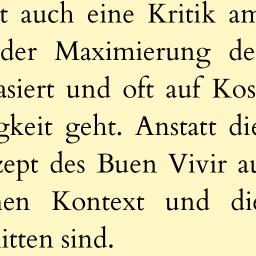 t auch eine Kritik am
der Maximierung de
asiert und oft auf Kos
gkeit geht. Anstatt die
zept des Buen Vivir au
nen Kontext und die
itten sind.